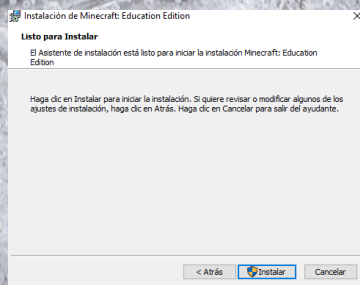 Instalación de Minecraft: Education Edition
Listo para Instalar
El Asistente de instalación está listo para iniciar la instalación Minecraft: Education
Edition
Haga clic en Instalar para iniciar la instalación. Si quiere revisar o modificar algunos de los
ajustes de instalación, haga clic en Atrás. Haga clic en Cancelar para salir del ayudante.
< Atrás Instalar Cancelar